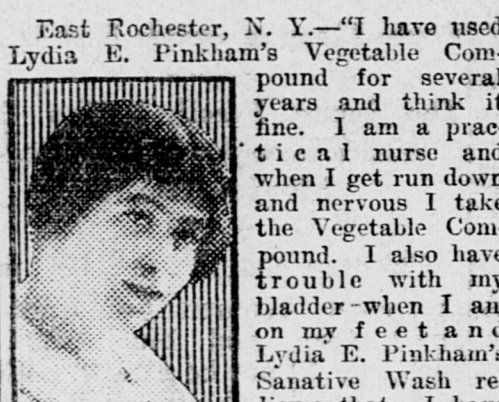 East Rochester, N. Y.—“I have used
Lydia E. Pinkham's Vegetable Com-
pound for several
years and think it
fine. I am a prac
tical nurse and
when I get run down
and nervous I take
the Vegetable Com-
pound. I also have
trouble with my
bladder when I am
on my feet and
Lydia E. Pinkham's
Sanative Wash re
that. I